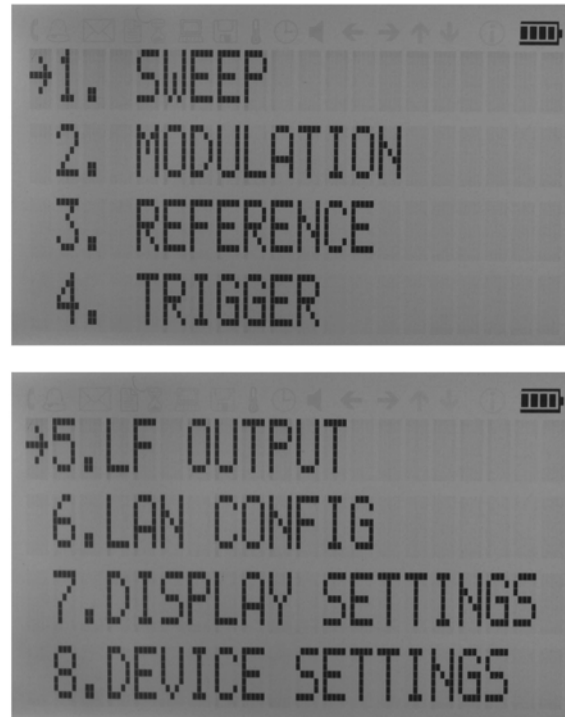 →1. SWEEP
2. MODULATION
3. REFERENCE
4. TRIGGER
→5.LF OUTPUT
6.LAN CONFIG
7.DISPLAY SETTINGS
8.DEVICE SETTINGS